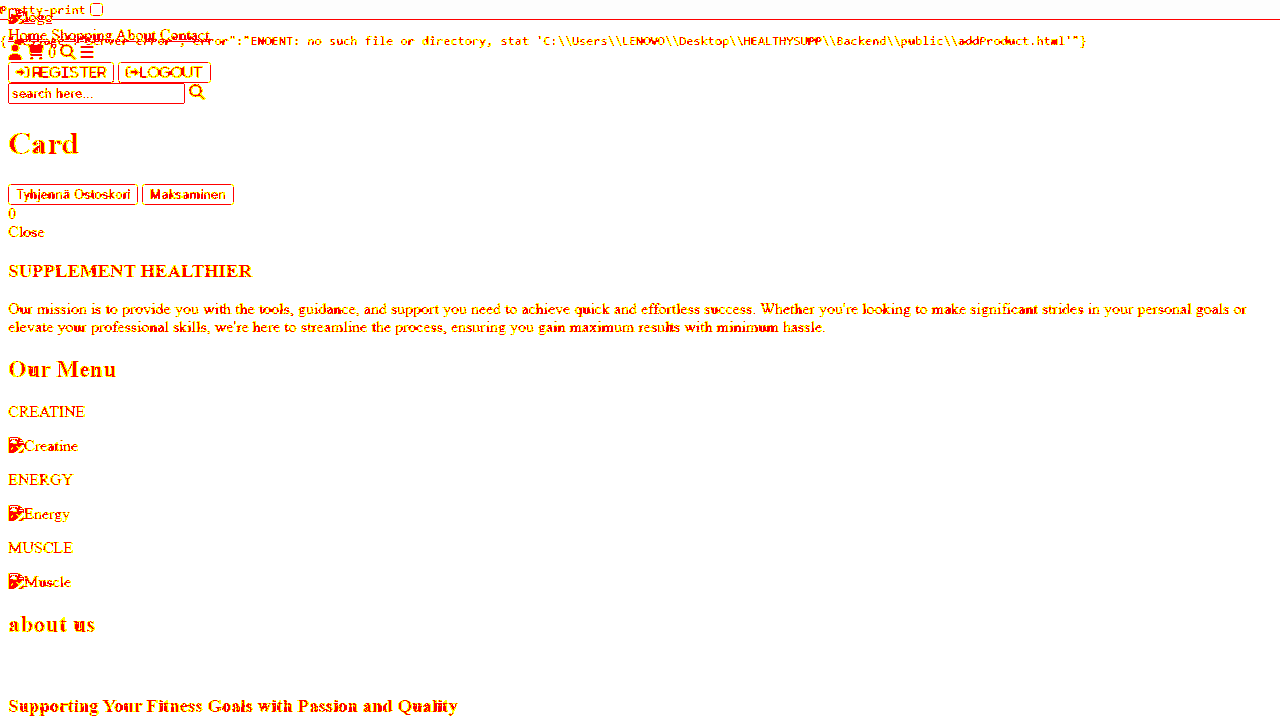 Pretty-print
logo
Home Shopping About Contact
error":"ENOENT: no such file or directory, stat 'C:\\Users\\LENOVO\\Desktop\\HEALTHYSUPP\\Backend\\public\\addProduct.html'"}
0
REGISTER LOGOUT
search here...
Card
Tyhjennä Ostoskori Maksaminen
0
Close
SUPPLEMENT HEALTHIER
Our mission is to provide you with the tools, guidance, and support you need to achieve quick and effortless success. Whether you're looking to make significant strides in your personal goals or
elevate your professional skills, we're here to streamline the process, ensuring you gain maximum results with minimum hassle.
Our Menu
CREATINE
Creatine
ENERGY
Energy
MUSCLE
Muscle
about us
Supporting Your Fitness Goals with Passion and Quality